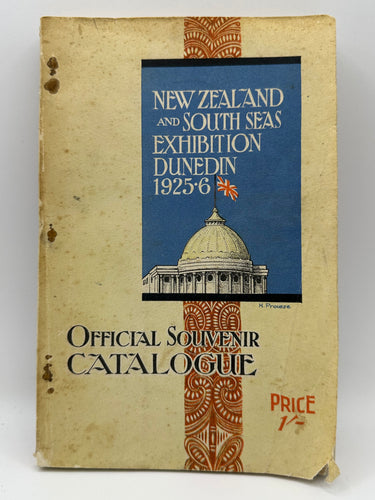 NEW ZEALAND
AND SOUTH SEAS
EXHIBITION
DUNEDIN
1925-6
OFFICIAL SOUVENIR
CATALOGUE
PRICE
1/-